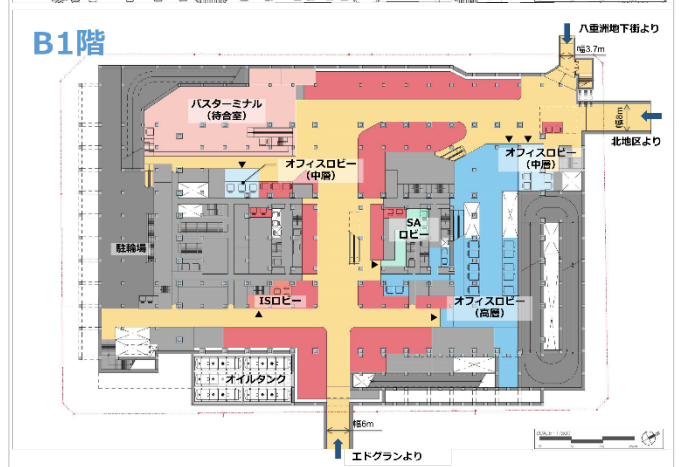 B1階
八重洲地下街より
幅3.7m
幅8m
北地区より
バスターミナル
（待合室）
オフィスロビー
（中層）
オフィスロビー
（中層）
SA
ロビー
駐輪場
ISロビー
オフィスロビー
（高層）
オイルタンク
幅6m
エドグランより